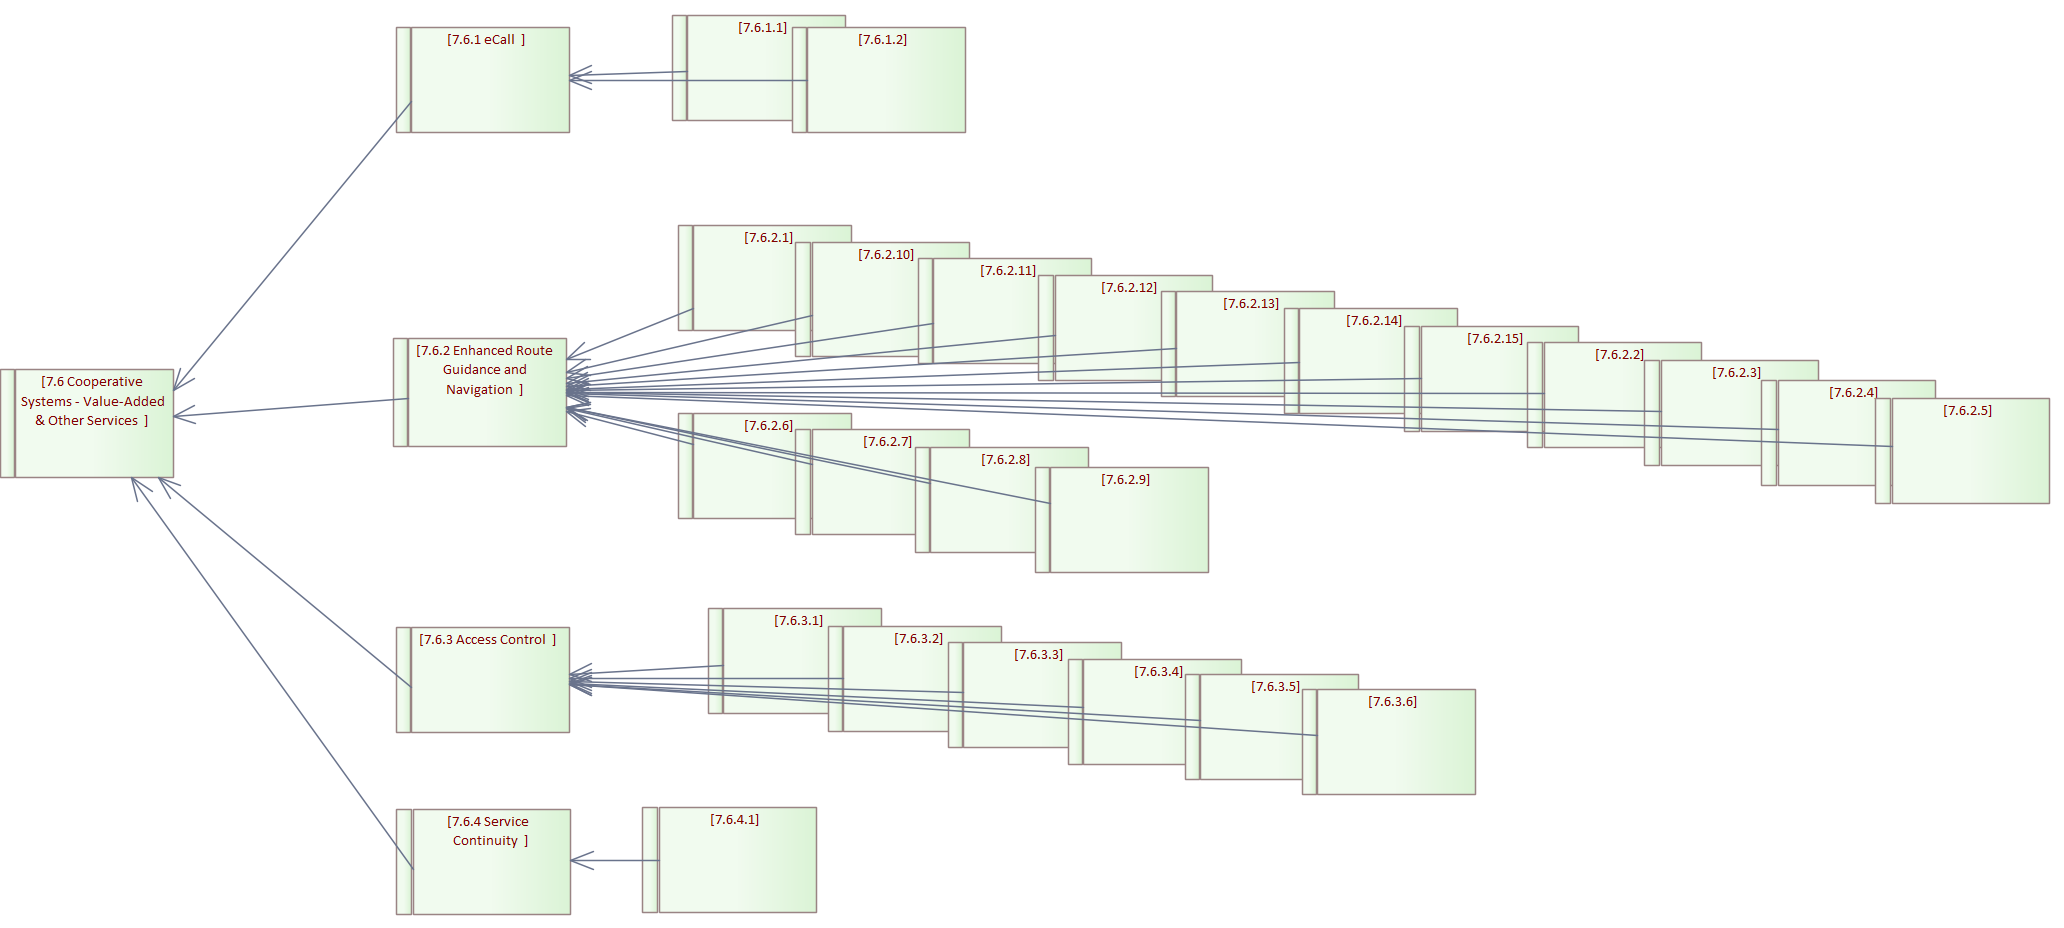 [7.6.1 eCall  ]
[7.6.1.1]
[7.6.1.2]
[7.6 Cooperative
Systems - Value-Added
& Other Services  ]
[7.6.2 Enhanced Route
Guidance and
Navigation  ]
[7.6.2.1]
[7.6.2.10]
[7.6.2.11]
[7.6.2.12]
[7.6.2.13]
[7.6.2.14]
[7.6.2.15]
[7.6.2.2]
[7.6.2.3]
[7.6.2.4]
[7.6.2.5]
[7.6.2.6]
[7.6.2.7]
[7.6.2.8]
[7.6.2.9]
[7.6.3 Access Control  ]
[7.6.3.1]
[7.6.3.2]
[7.6.3.3]
[7.6.3.4]
[7.6.3.5]
[7.6.3.6]
[7.6.4 Service
Continuity  ]
[7.6.4.1]